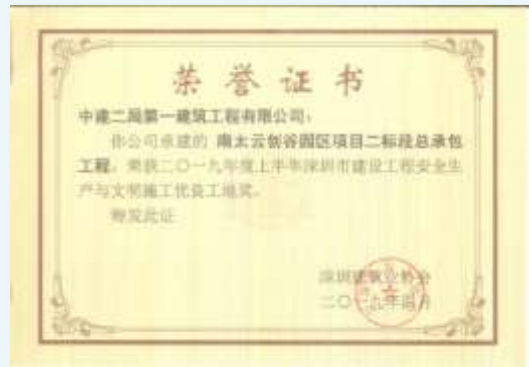 荣誉证书
中建二局第一建筑工程有限公司：
你公司承建的 南太云创谷园区项目二标段总承包
工程，荣获二〇一九年度上半年深圳市建设工程安全生
产与文明施工优良工地奖。
特发此证
深圳建筑业协会
二〇一九年四月